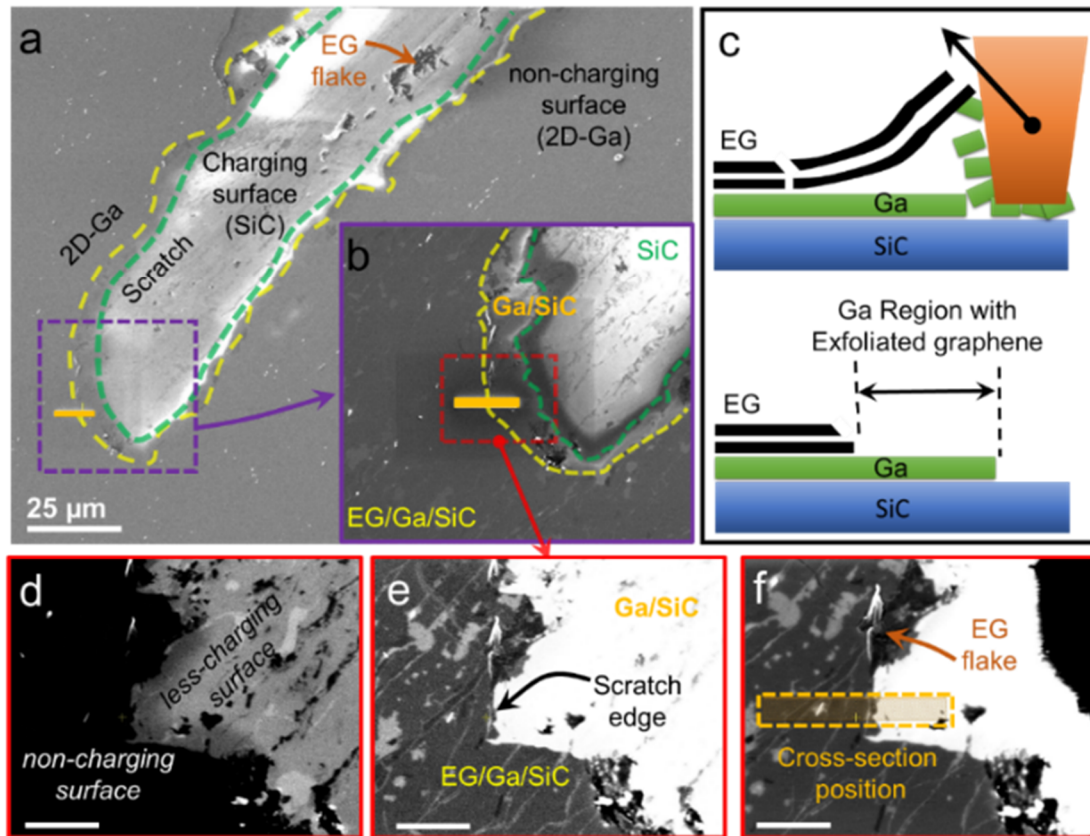 a
EG
flake
non-charging
surface
(2D-Ga)
Charging
surface
(SiC)
2D-Ga
Scratch
25 μm
b
SiC
Ga/SiC
EG/Ga/SiC
c
EG
Ga
SiC
Ga Region with
Exfoliated graphene
EG
Ga
SiC
d
less-charging
surface
non-charging
surface
e
Ga/SiC
Scratch
edge
EG/Ga/SiC
f
EG
flake
Cross-section
position